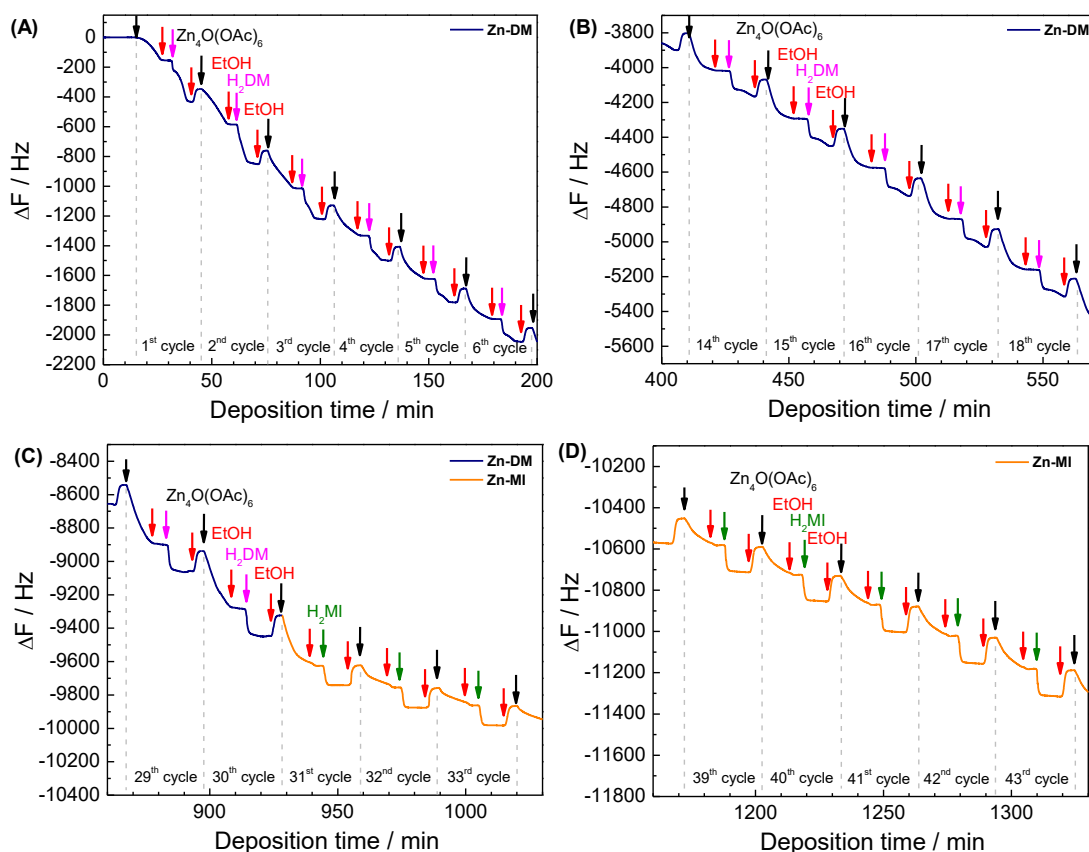 (A)
Zn-DM
Zn₄O(OAc)₆
EtOH
H₂DM
EtOH
0
-200
-400
-600
-800
-1000
-1200
-1400
-1600
-1800
-2000
-2200
ΔF / Hz
1st cycle 2nd cycle 3rd cycle 4th cycle 5th cycle 6th cycle
0 50 100 150 200
Deposition time / min
(B)
Zn-DM
Zn₄O(OAc)₆
EtOH
H₂DM
EtOH
-3800
-4000
-4200
-4400
-4600
-4800
-5000
-5200
-5400
-5600
ΔF / Hz
14th cycle 15th cycle 16th cycle 17th cycle 18th cycle
400 450 500 550
Deposition time / min
(C)
Zn-DM
Zn-MI
Zn₄O(OAc)₆
EtOH
H₂DM
EtOH
H₂MI
-8400
-8600
-8800
-9000
-9200
-9400
-9600
-9800
-10000
-10200
-10400
ΔF / Hz
29th cycle 30th cycle 31st cycle 32nd cycle 33rd cycle
900 950 1000
Deposition time / min
(D)
Zn-MI
Zn₄O(OAc)₆
EtOH
H₂MI
EtOH
-10200
-10400
-10600
-10800
-11000
-11200
-11400
-11600
-11800
ΔF / Hz
39th cycle 40th cycle 41st cycle 42nd cycle 43rd cycle
1200 1250 1300
Deposition time / min